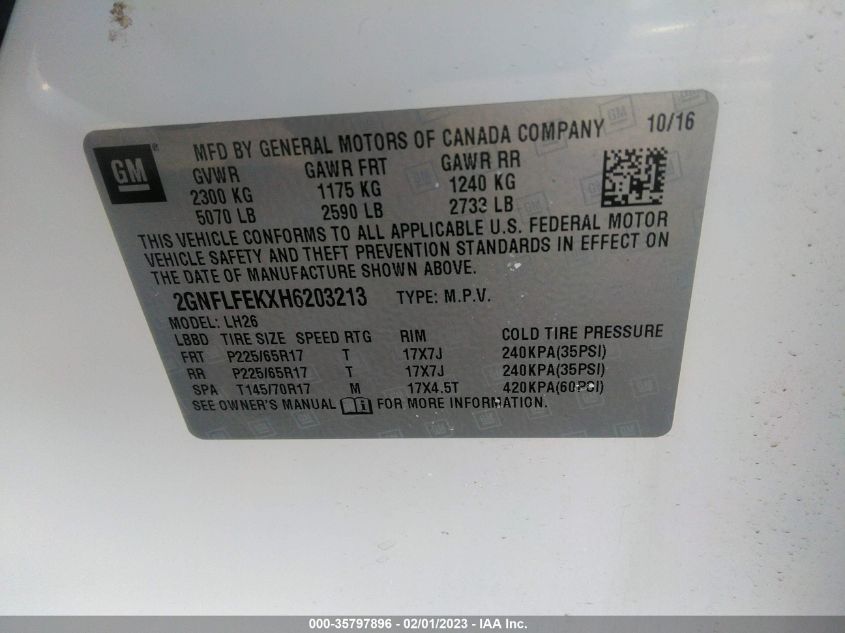 GM ®
MFD BY GENERAL MOTORS OF CANADA COMPANY 10/16
GVWR GAWR FRT GAWR RR
2300 KG 1175 KG 1240 KG
5070 LB 2590 LB 2733 LB
THIS VEHICLE CONFORMS TO ALL APPLICABLE U.S. FEDERAL MOTOR
VEHICLE SAFETY AND THEFT PREVENTION STANDARDS IN EFFECT ON
THE DATE OF MANUFACTURE SHOWN ABOVE.
2GNFLFEKXH6203213 TYPE: M.P.V.
MODEL: LH26
LBBD TIRE SIZE SPEED RTG RIM COLD TIRE PRESSURE
FRT P225/65R17 T 17X7J 240KPA(35PSI)
RR P225/65R17 T 17X7J 240KPA(35PSI)
SPA T145/70R17 M 17X4.5T 420KPA(60PSI)
SEE OWNER'S MANUAL FOR MORE INFORMATION.
000-35797896 - 02/01/2023 - IAA Inc.